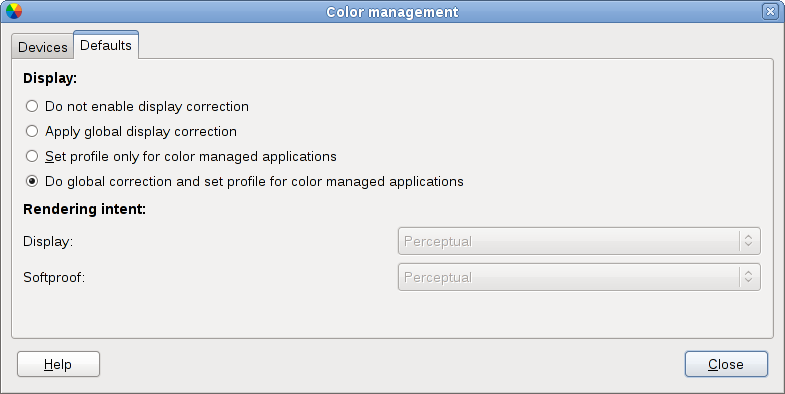 Color management
Devices
Defaults
Display:
Do not enable display correction
Apply global display correction
Set profile only for color managed applications
Do global correction and set profile for color managed applications
Rendering intent:
Display: Perceptual
Softproof: Perceptual
Help
Close